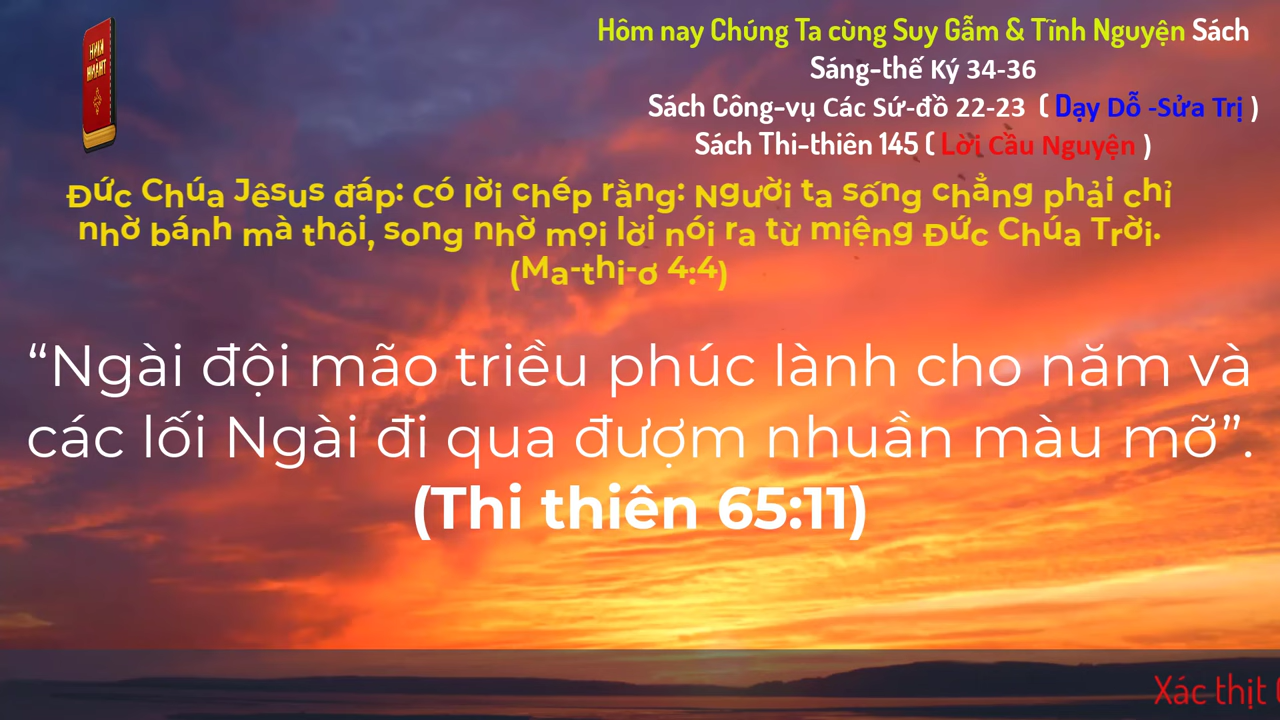 KINH
THÁNH
Hôm nay Chúng Ta cùng Suy Gẫm & Tĩnh Nguyện Sách
Sáng-thế Ký 34-36
Sách Công-vụ Các Sứ-đồ 22-23 ( Dạy Dỗ -Sửa Trị )
Sách Thi-thiên 145 ( Lời Cầu Nguyện )
Đức Chúa Jêsus đáp: Có lời chép rằng: Người ta sống chẳng phải chỉ
nhờ bánh mà thôi, song nhờ mọi lời nói ra từ miệng Đức Chúa Trời.
(Ma-thi-ơ 4:4)
“Ngài đội mão triều phúc lành cho năm và
các lối Ngài đi qua đượm nhuần màu mỡ”.
(Thi thiên 65:11)
Xác thịt